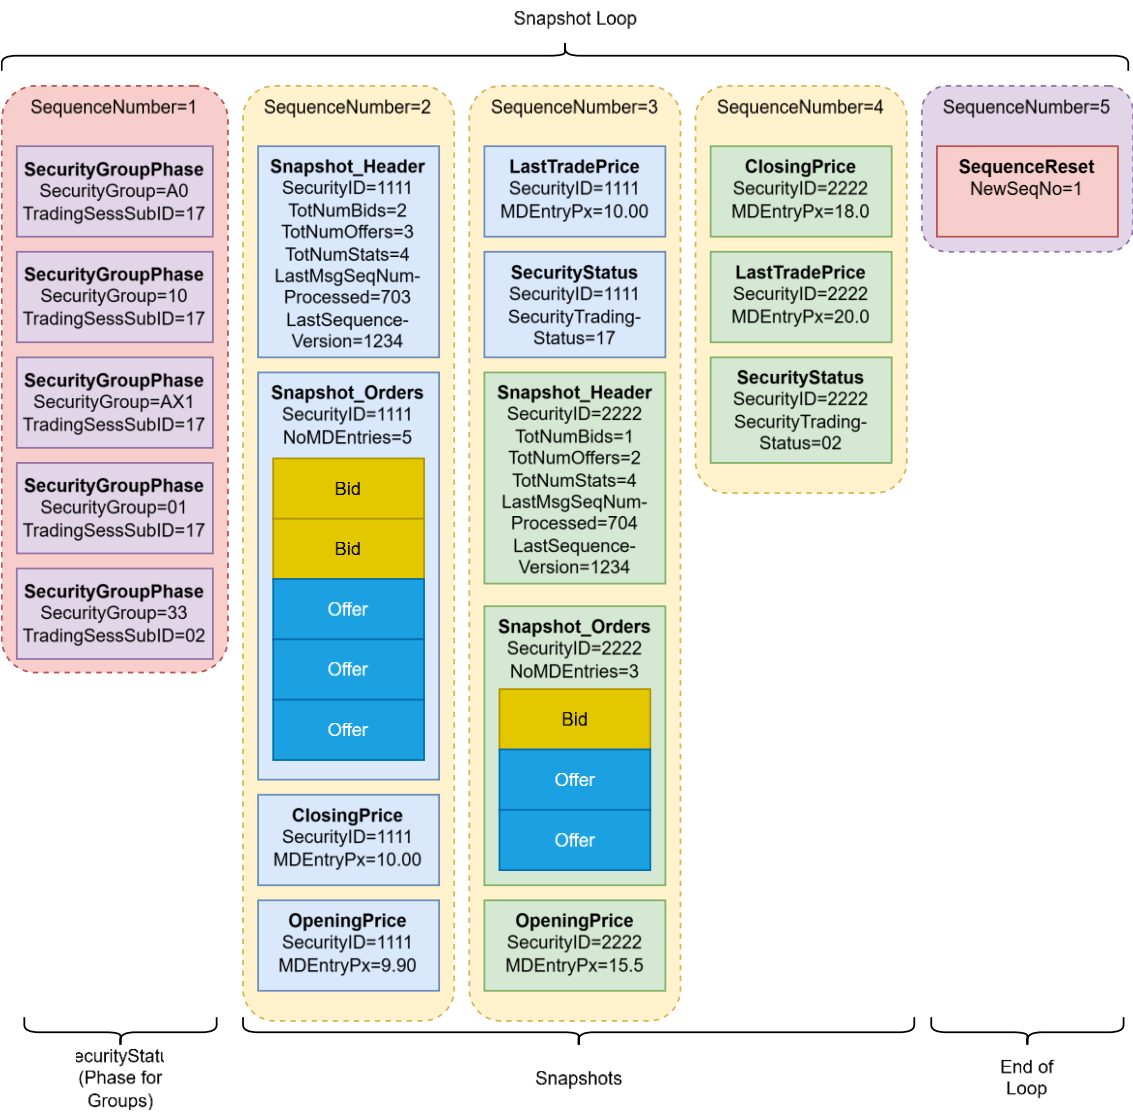 Snapshot Loop
SequenceNumber=1
SecurityGroupPhase
SecurityGroup=A0
TradingSessSubID=17
SecurityGroupPhase
SecurityGroup=10
TradingSessSubID=17
SecurityGroupPhase
SecurityGroup=AX1
TradingSessSubID=17
SecurityGroupPhase
SecurityGroup=01
TradingSessSubID=17
SecurityGroupPhase
SecurityGroup=33
TradingSessSubID=02
SequenceNumber=2
Snapshot_Header
SecurityID=1111
TotNumBids=2
TotNumOffers=3
TotNumStats=4
LastMsgSeqNum-
Processed=703
LastSequence-
Version=1234
Snapshot_Orders
SecurityID=1111
NoMDEntries=5
Bid
Bid
Offer
Offer
Offer
ClosingPrice
SecurityID=1111
MDEntryPx=10.00
OpeningPrice
SecurityID=1111
MDEntryPx=9.90
SequenceNumber=3
LastTradePrice
SecurityID=1111
MDEntryPx=10.00
SecurityStatus
SecurityID=1111
SecurityTrading-
Status=17
Snapshot_Header
SecurityID=2222
TotNumBids=1
TotNumOffers=2
TotNumStats=4
LastMsgSeqNum-
Processed=704
LastSequence-
Version=1234
Snapshot_Orders
SecurityID=2222
NoMDEntries=3
Bid
Offer
Offer
OpeningPrice
SecurityID=2222
MDEntryPx=15.5
SequenceNumber=4
ClosingPrice
SecurityID=2222
MDEntryPx=18.0
LastTradePrice
SecurityID=2222
MDEntryPx=20.0
SecurityStatus
SecurityID=2222
SecurityTrading-
Status=02
SequenceNumber=5
SequenceReset
NewSeqNo=1
ecurityStatu
(Phase for
Groups)
Snapshots
End of
Loop